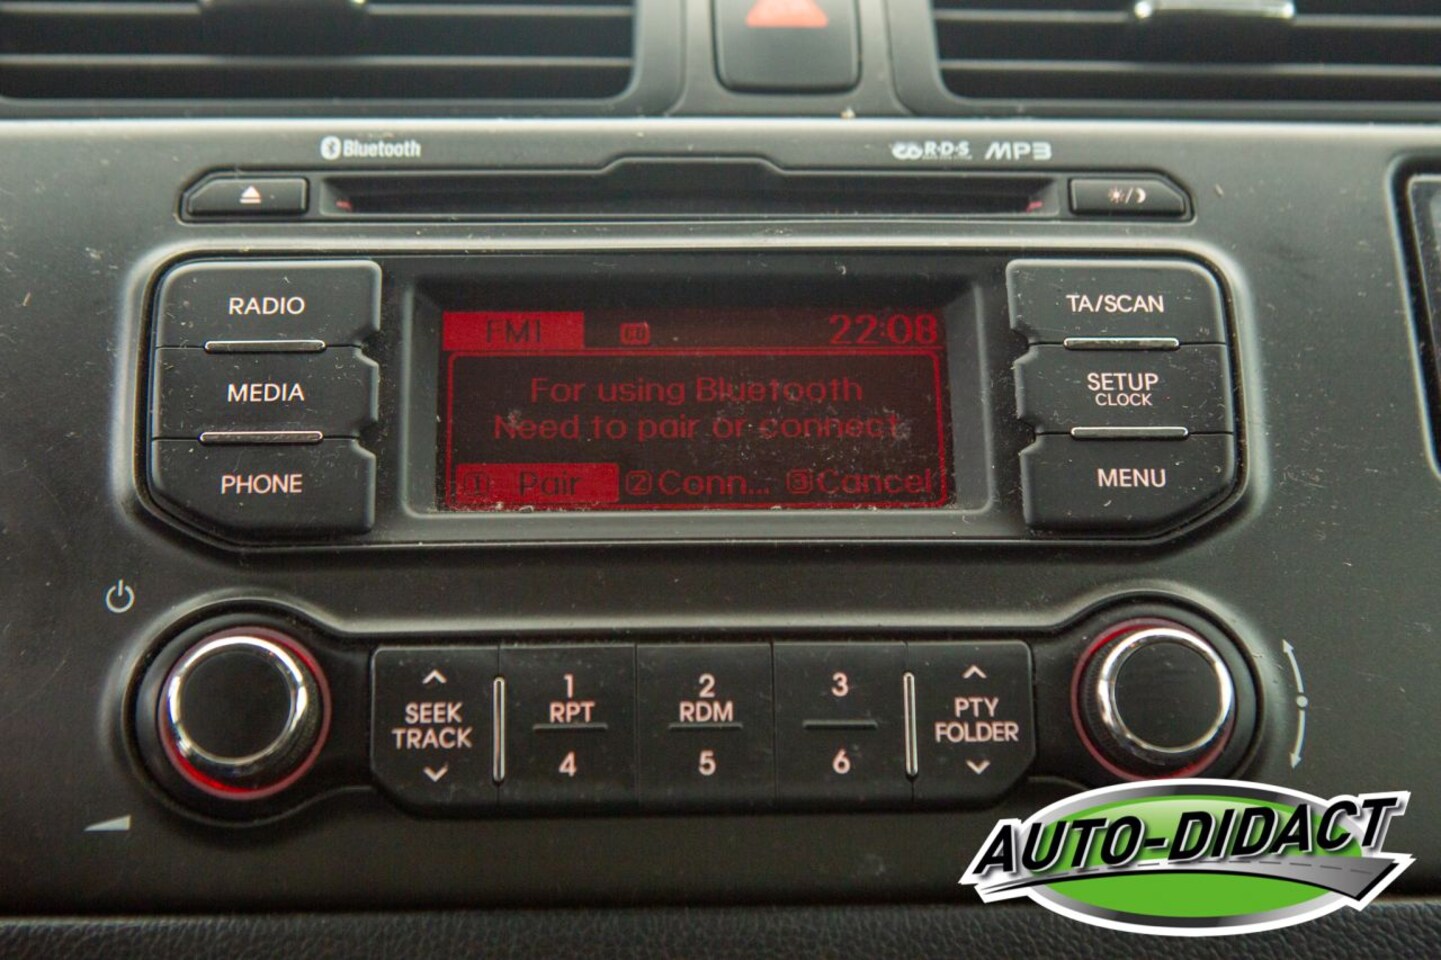 Bluetooth
R·D·S MP3
RADIO
MEDIA
PHONE
FM1
22:08
For using Bluetooth
Need to pair or connect
1 Pair 2 Conn... 3 Cancel
TA/SCAN
SETUP
CLOCK
MENU
SEEK
TRACK
1
RPT
4
2
RDM
5
3
6
PTY
FOLDER
AUTO-DIDACT